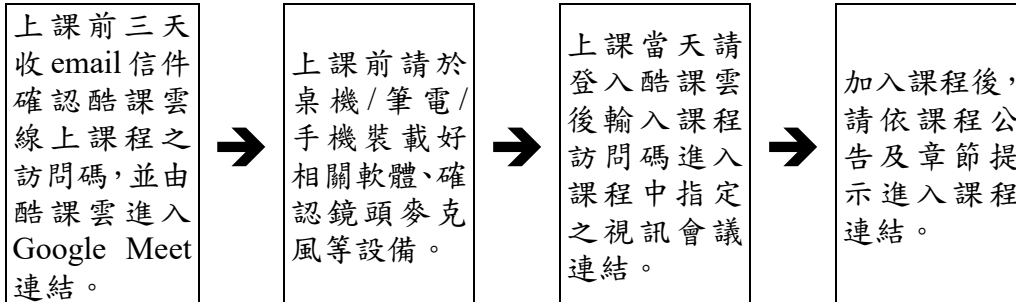 上課前三天
收 email 信件
確認酷課雲
線上課程之
訪問碼，並由
酷課雲進入
Google Meet
連結。
上課前請於
桌機/筆電/
手機裝載好
相關軟體、確
認鏡頭麥克
風等設備。
上課當天請
登入酷課雲
後輸入課程
訪問碼進入
課程中指定
之視訊會議
連結。
加入課程後，
請依課程公
告及章節提
示進入課程
連結。